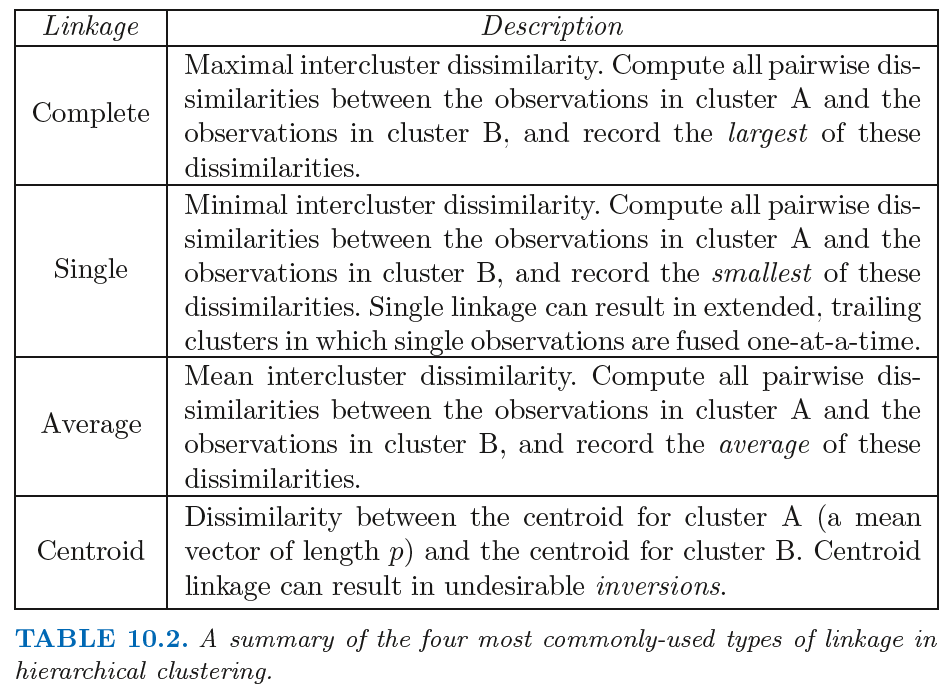 Linkage Description
Complete
Maximal intercluster dissimilarity. Compute all pairwise dis-
similarities between the observations in cluster A and the
observations in cluster B, and record the largest of these
dissimilarities.
Single
Minimal intercluster dissimilarity. Compute all pairwise dis-
similarities between the observations in cluster A and the
observations in cluster B, and record the smallest of these
dissimilarities. Single linkage can result in extended, trailing
clusters in which single observations are fused one-at-a-time.
Average
Mean intercluster dissimilarity. Compute all pairwise dis-
similarities between the observations in cluster A and the
observations in cluster B, and record the average of these
dissimilarities.
Centroid
Dissimilarity between the centroid for cluster A (a mean
vector of length p) and the centroid for cluster B. Centroid
linkage can result in undesirable inversions.
TABLE 10.2. A summary of the four most commonly-used types of linkage in
hierarchical clustering.